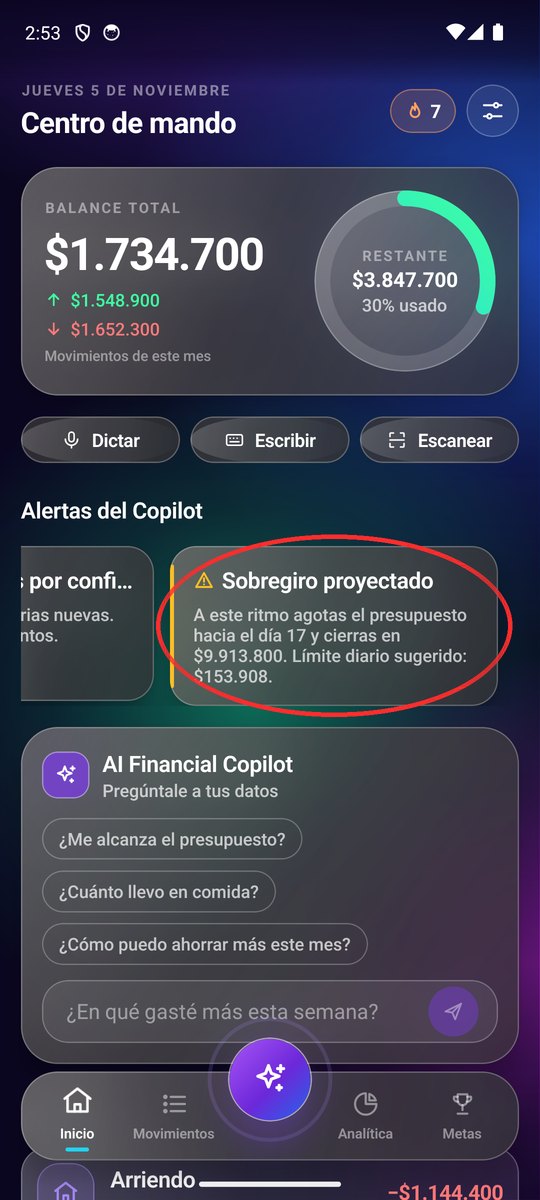 2:53
JUEVES 5 DE NOVIEMBRE
Centro de mando
7
BALANCE TOTAL
$1.734.700
$1.548.900
$1.652.300
Movimientos de este mes
RESTANTE
$3.847.700
30% usado
Dictar
Escribir
Escanear
Alertas del Copilot
por confi...
rias nuevas.
ntos.
Sobregiro proyectado
A este ritmo agotas el presupuesto
hacia el día 17 y cierras en
$9.913.800. Límite diario sugerido:
$153.908.
AI Financial Copilot
Pregúntale a tus datos
¿Me alcanza el presupuesto?
¿Cuánto llevo en comida?
¿Cómo puedo ahorrar más este mes?
¿En qué gasté más esta semana?
Inicio
Movimientos
Analítica
Metas
Arriendo
−$1.144.400